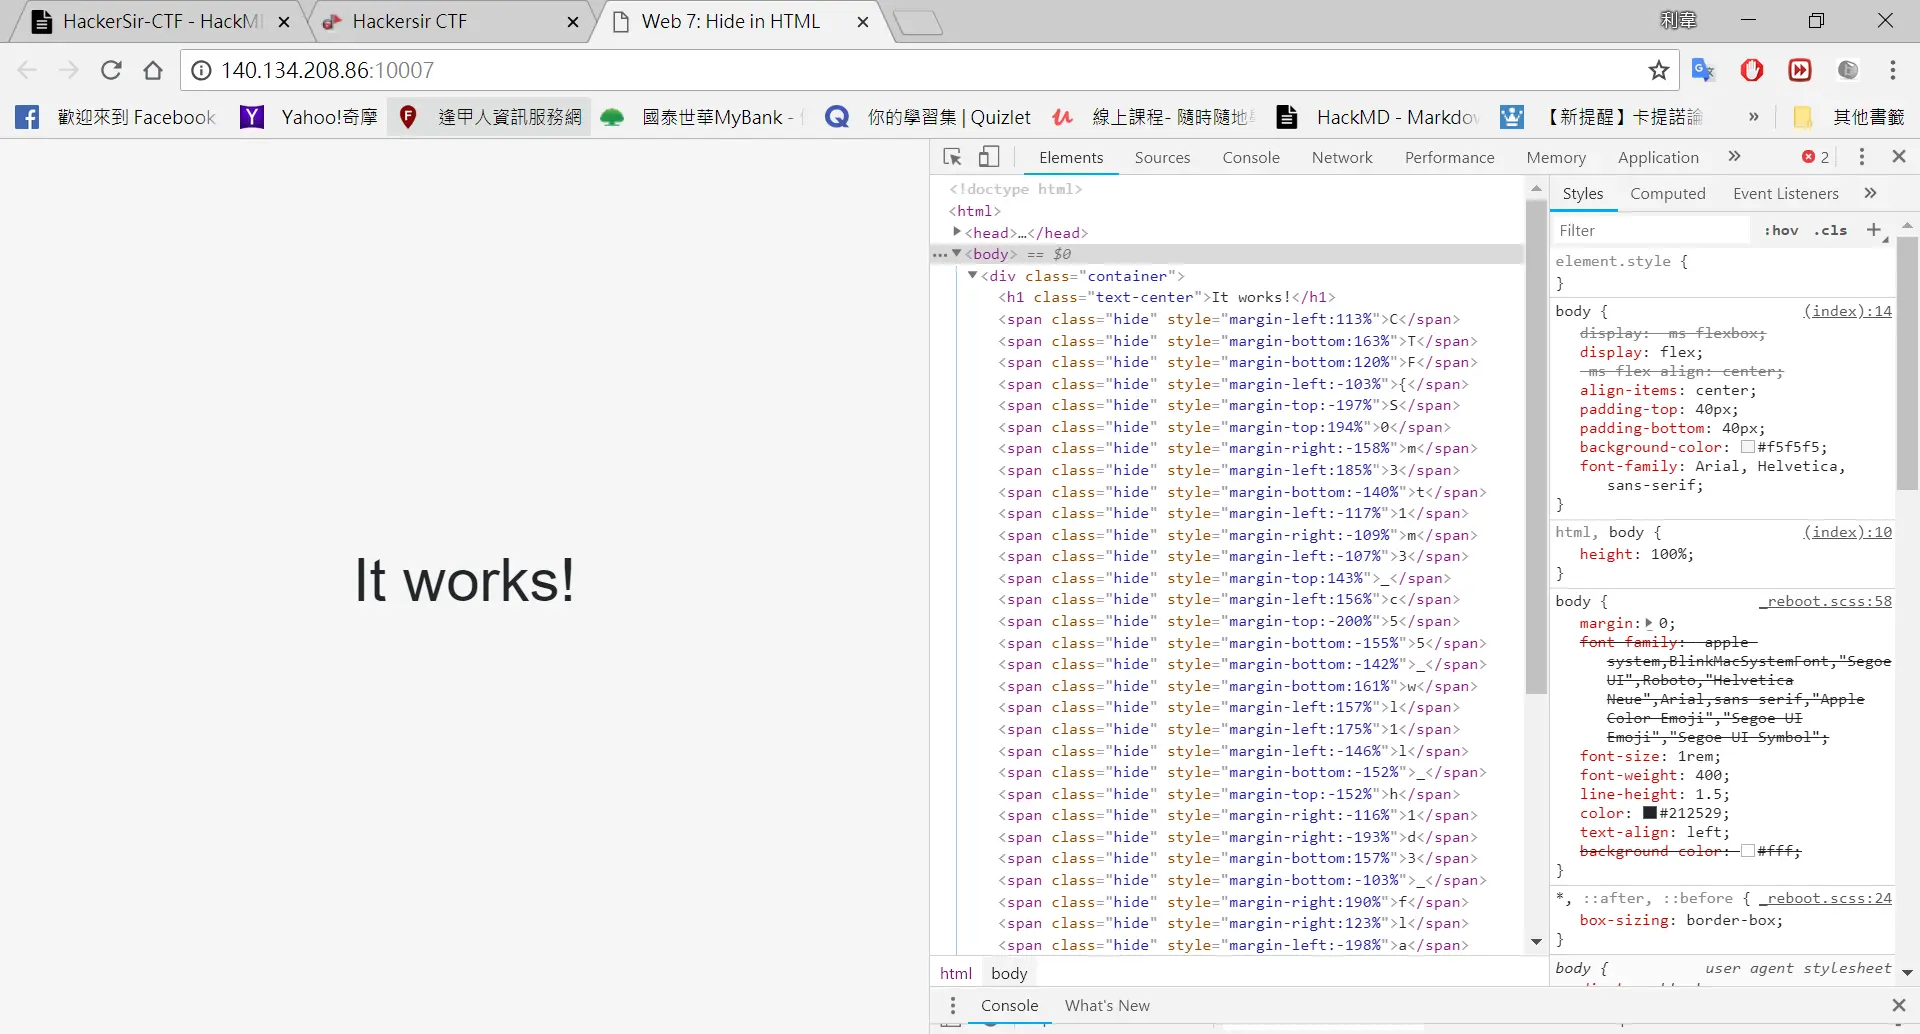 HackerSir-CTF - HackM
Hackersir CTF
Web 7: Hide in HTML
利韋
140.134.208.86:10007
歡迎來到 Facebook
Yahoo!奇摩
逢甲人資訊服務網
國泰世華MyBank -
你的學習集 | Quizlet
線上課程- 隨時隨地
HackMD - Markdo
【新提醒】卡提諾論
»
其他書籤
It works!
Elements Sources Console Network Performance Memory Application » 2
<!doctype html>
<html>
<head>…</head>
<body> == $0
<div class="container">
<h1 class="text-center">It works!</h1>
<span class="hide" style="margin-left:113%">C</span>
<span class="hide" style="margin-bottom:163%">T</span>
<span class="hide" style="margin-bottom:120%">F</span>
<span class="hide" style="margin-left:-103%">{</span>
<span class="hide" style="margin-top:-197%">S</span>
<span class="hide" style="margin-top:194%">0</span>
<span class="hide" style="margin-right:-158%">m</span>
<span class="hide" style="margin-left:185%">3</span>
<span class="hide" style="margin-bottom:-140%">t</span>
<span class="hide" style="margin-left:-117%">1</span>
<span class="hide" style="margin-right:-109%">m</span>
<span class="hide" style="margin-left:-107%">3</span>
<span class="hide" style="margin-top:143%">_</span>
<span class="hide" style="margin-left:156%">c</span>
<span class="hide" style="margin-top:-200%">5</span>
<span class="hide" style="margin-bottom:-155%">5</span>
<span class="hide" style="margin-bottom:-142%">_</span>
<span class="hide" style="margin-bottom:161%">w</span>
<span class="hide" style="margin-left:157%">l</span>
<span class="hide" style="margin-left:175%">1</span>
<span class="hide" style="margin-left:-146%">l</span>
<span class="hide" style="margin-bottom:-152%">_</span>
<span class="hide" style="margin-top:-152%">h</span>
<span class="hide" style="margin-right:-116%">1</span>
<span class="hide" style="margin-right:-193%">d</span>
<span class="hide" style="margin-bottom:157%">3</span>
<span class="hide" style="margin-bottom:-103%">_</span>
<span class="hide" style="margin-right:190%">f</span>
<span class="hide" style="margin-right:123%">l</span>
<span class="hide" style="margin-left:-198%">a</span>
html body
Console What's New
Styles Computed Event Listeners »
Filter :hov .cls +
element.style {
}
body { (index):14
display: -ms-flexbox;
display: flex;
-ms-flex-align: center;
align-items: center;
padding-top: 40px;
padding-bottom: 40px;
background-color: #f5f5f5;
font-family: Arial, Helvetica,
sans-serif;
}
html, body { (index):10
height: 100%;
}
body { _reboot.scss:58
margin: 0;
font-family: -apple-
system,BlinkMacSystemFont,"Segoe
UI",Roboto,"Helvetica
Neue",Arial,sans-serif,"Apple
Color Emoji","Segoe UI
Emoji","Segoe UI Symbol";
font-size: 1rem;
font-weight: 400;
line-height: 1.5;
color: #212529;
text-align: left;
background-color: #fff;
}
*, ::after, ::before { _reboot.scss:24
box-sizing: border-box;
}
body { user agent stylesheet